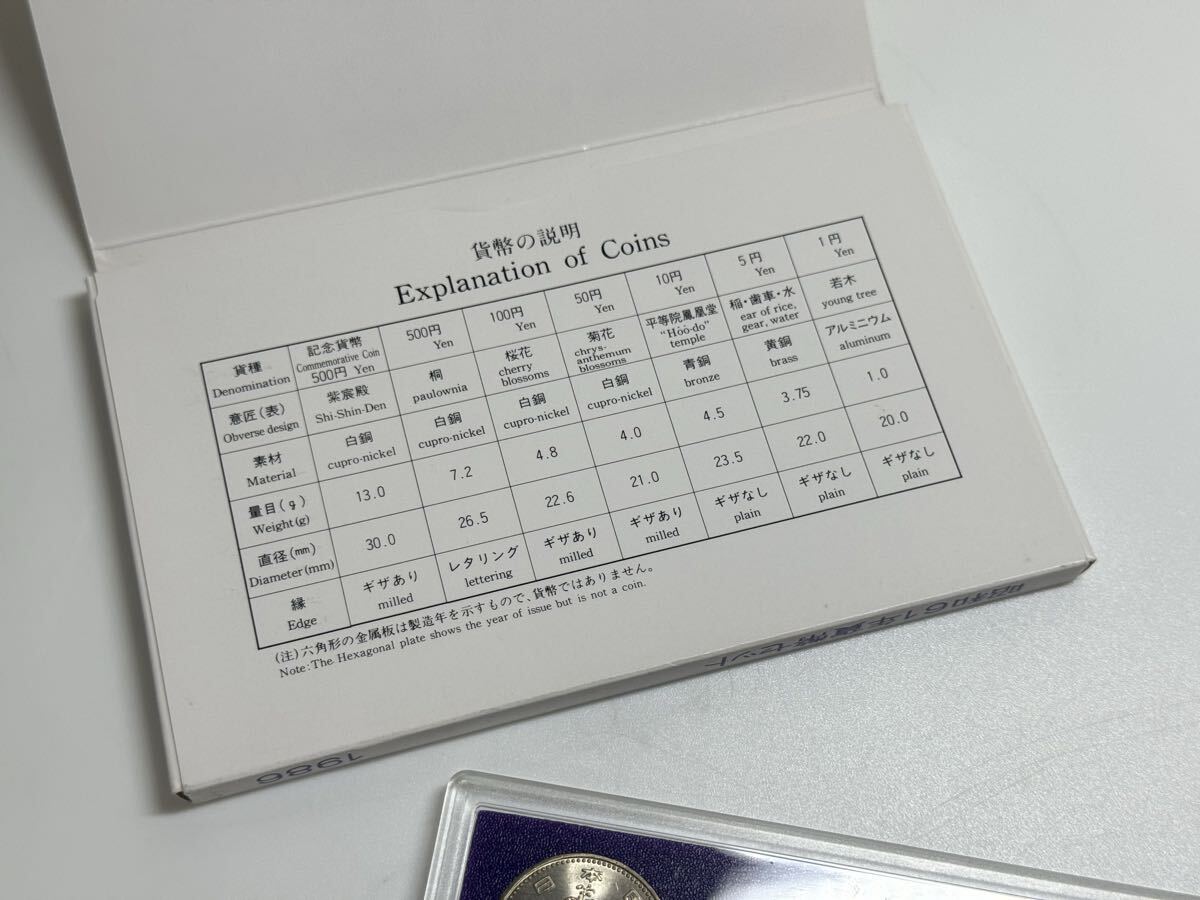 貨幣の説明
Explanation of Coins
貨種 Denomination 記念貨幣 Commemorative Coin 500円 Yen 500円 Yen 100円 Yen 50円 Yen 10円 Yen 5円 Yen 1円 Yen
意匠(表) Obverse design 紫宸殿 Shi-Shin-Den 桐 paulownia 桜花 cherry blossoms 菊花 chrys-anthemum blossoms 平等院鳳凰堂 "Hōō-do" temple 稲・歯車・水 ear of rice, gear, water 若木 young tree
素材 Material 白銅 cupro-nickel 白銅 cupro-nickel 白銅 cupro-nickel 白銅 cupro-nickel 青銅 bronze 黄銅 brass アルミニウム aluminum
量目(g) Weight(g) 13.0 7.2 4.8 4.0 4.5 3.75 1.0
直径(㎜) Diameter(mm) 30.0 26.5 22.6 21.0 23.5 22.0 20.0
縁 Edge ギザあり milled レタリング lettering ギザあり milled ギザあり milled ギザなし plain ギザなし plain ギザなし plain
(注)六角形の金属板は製造年を示すもので、貨幣ではありません。
Note:The Hexagonal plate shows the year of issue but is not a coin.
昭和61年貨幣セット
1986
日